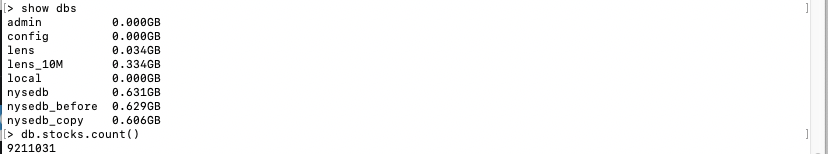 [> show dbs ]
admin 0.000GB
config 0.000GB
lens 0.034GB
lens_10M 0.334GB
local 0.000GB
nysedb 0.631GB
nysedb_before 0.629GB
nysedb_copy 0.606GB
[> db.stocks.count() ]
9211031